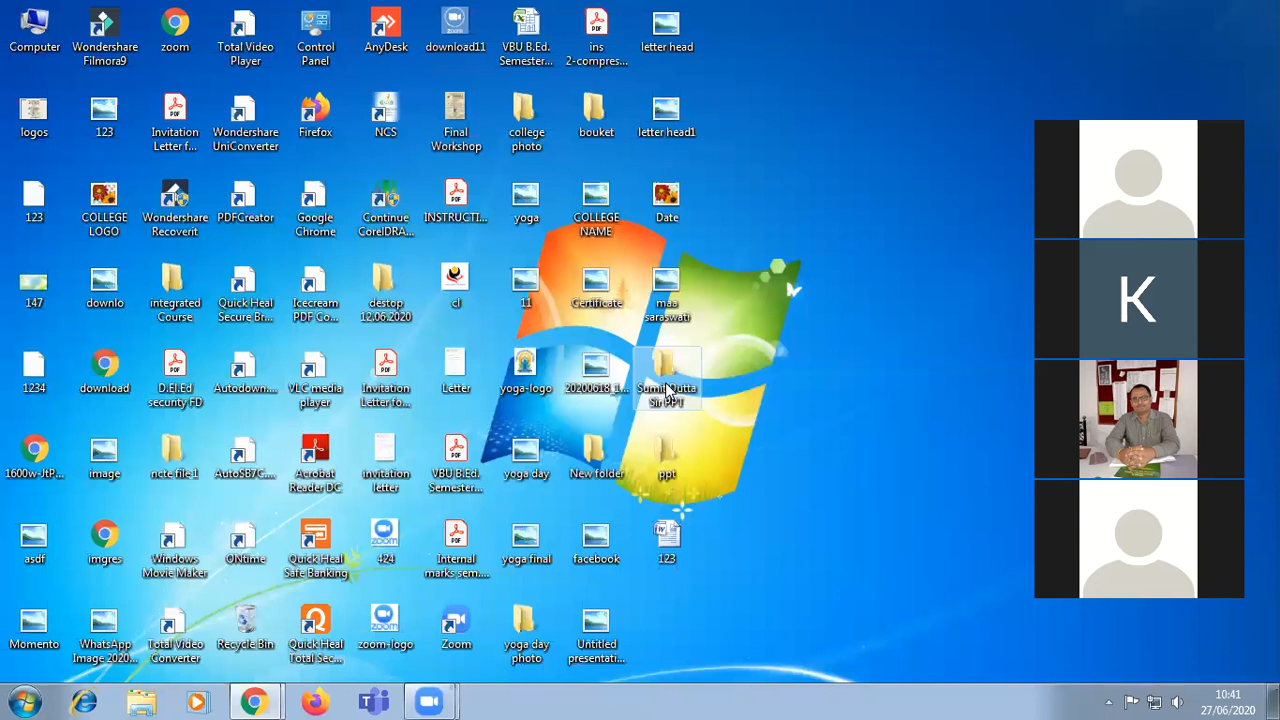 Computer
Wondershare
Filmora9
zoom
Total Video
Player
Control
Panel
AnyDesk
download11
VBU B.Ed.
Semester...
ins
2-compres...
letter head
logos
123
Invitation
Letter f...
Wondershare
UniConverter
Firefox
NCS
Final
Workshop
college
photo
bouket
letter head1
123
COLLEGE
LOGO
Wondershare
Recoverit
PDFCreator
Google
Chrome
Continue
CorelDRA...
INSTRUCTI...
yoga
COLLEGE
NAME
Date
147
downlo
integrated
Course
Quick Heal
Secure Br...
Icecream
PDF Co...
destop
12.06.2020
cl
11
Certificate
maa
saraswati
K
1234
download
D.El.Ed
security FD
Autodown....
VLC media
player
Invitation
Letter fo...
Letter
yoga-logo
20200618_1...
Sumit Dutta
Sir PPT
1600w-JtP...
image
ncte file 1
AutoSB7C....
Acrobat
Reader DC
invitation
letter
VBU B.Ed.
Semester....
yoga day
New folder
ppt
asdf
imgres
Windows
Movie Maker
ONtime
Quick Heal
Safe Banking
424
Internal
marks sem....
yoga final
facebook
123
Momento
WhatsApp
Image 2020...
Total Video
Converter
Recycle Bin
Quick Heal
Total Sec...
zoom-logo
Zoom
yoga day
photo
Untitled
presentati...
10:41
27/06/2020